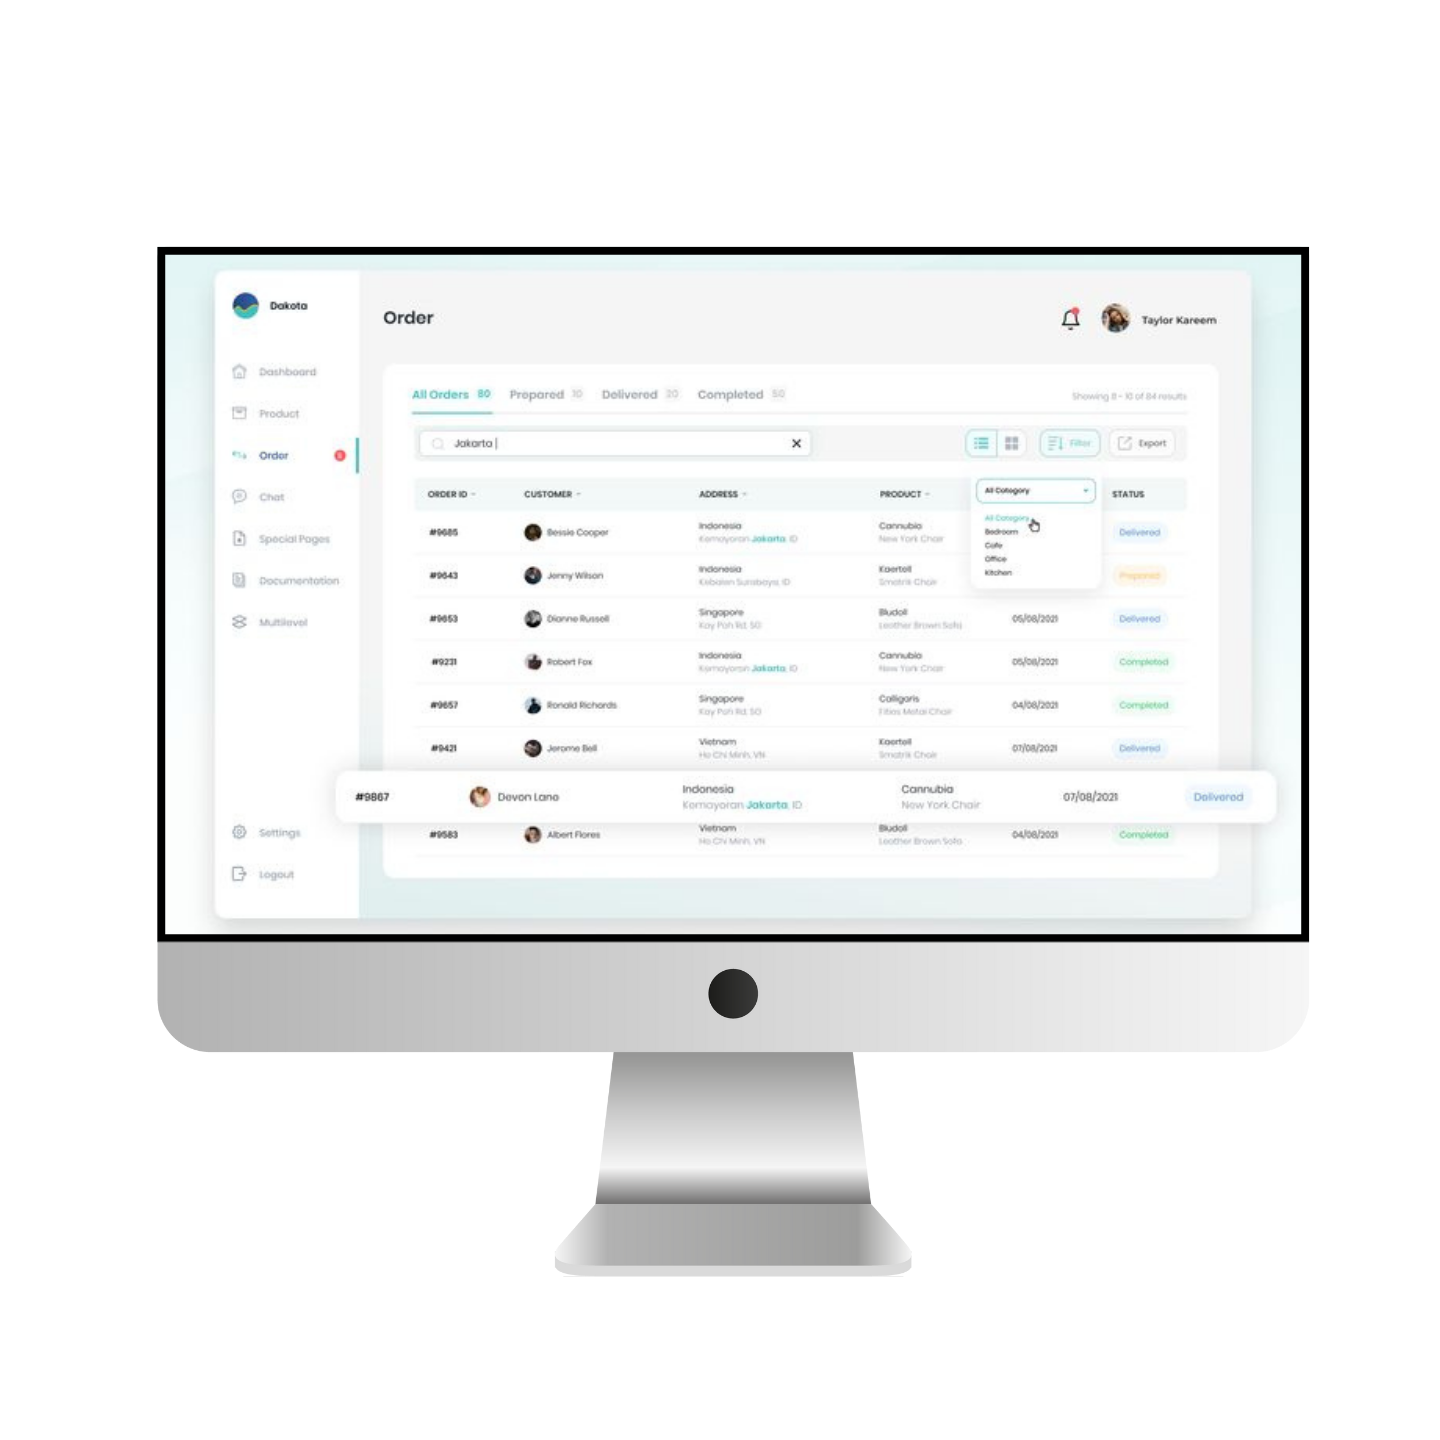 Dakota
Dashboard
Product
Order
Chat
Special Pages
Documentation
Multilevel
Settings
Logout
Order
Taylor Kareem
All Orders 80 Prepared 10 Delivered 20 Completed 50
Showing 8 - 10 of 84 results
Jakarta
Filter
Export
ORDER ID CUSTOMER ADDRESS PRODUCT STATUS
All Category
All Category
Bedroom
Cafe
Office
Kitchen
#9685 Bessie Cooper Indonesia Cannubia Delivered
Kemayoran Jakarta, ID New York Chair
#9643 Jenny Wilson Indonesia Kaertell Prepared
Kebalen Surabaya, ID Smatrik Chair
#9653 Dianne Russell Singapore Bludoll 05/08/2021 Delivered
Kay Poh Rd, SG Leather Brown Sofa
#9231 Robert Fox Indonesia Cannubia 05/08/2021 Completed
Kemayoran Jakarta, ID New York Chair
#9657 Ronald Richards Singapore Calligaris 04/08/2021 Completed
Kay Poh Rd, SG Metal Chair
#9421 Jerome Bell Vietnam Kaertell 07/08/2021 Delivered
Ho Chi Minh, VN Smatrik Chair
#9867 Devon Lane Indonesia Cannubia 07/08/2021 Delivered
Kemayoran Jakarta, ID New York Chair
#9583 Albert Flores Vietnam Bludoll 04/08/2021 Completed
Ho Chi Minh, VN Leather Brown Sofa